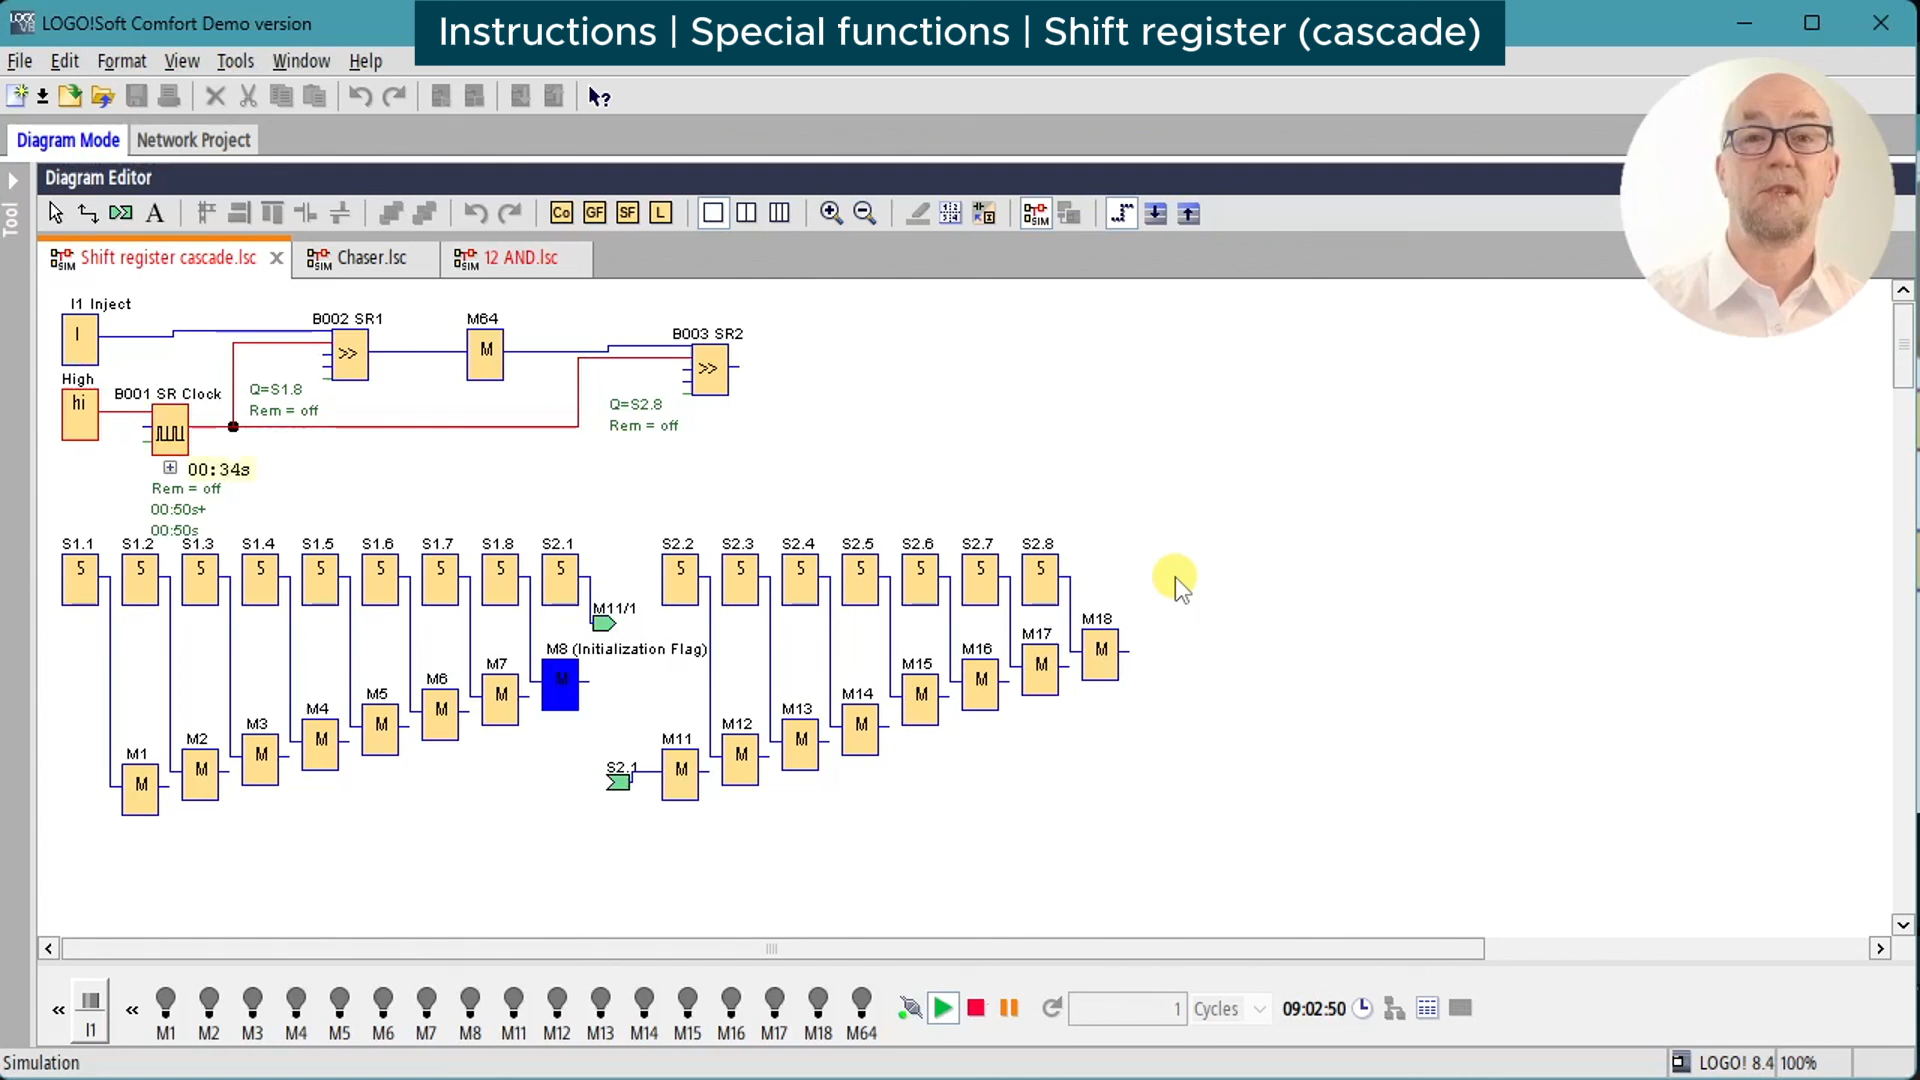 LOGO!Soft Comfort Demo version
Instructions | Special functions | Shift register (cascade)
File Edit Format View Tools Window Help
Diagram Mode Network Project
Diagram Editor
Tool
A Co GF SF L
Shift register cascade.lsc Chaser.lsc 12 AND.lsc
I1 Inject
I
B002 SR1
>>
M64
M
B003 SR2
>>
High
hi
B001 SR Clock
Q=S1.8
Rem = off
Q=S2.8
Rem = off
00:34s
Rem = off
00:50s+
00:50s
S1.1 S1.2 S1.3 S1.4 S1.5 S1.6 S1.7 S1.8 S2.1 S2.2 S2.3 S2.4 S2.5 S2.6 S2.7 S2.8
S S S S S S S S S S S S S S S S
M11/1
M8 (Initialization Flag)
M
M1 M2 M3 M4 M5 M6 M7
M M M M M M M
S2.1
M11 M12 M13 M14 M15 M16 M17 M18
M M M M M M M M
I1 M1 M2 M3 M4 M5 M6 M7 M8 M11 M12 M13 M14 M15 M16 M17 M18 M64
1 Cycles 09:02:50
Simulation LOGO! 8.4 100%